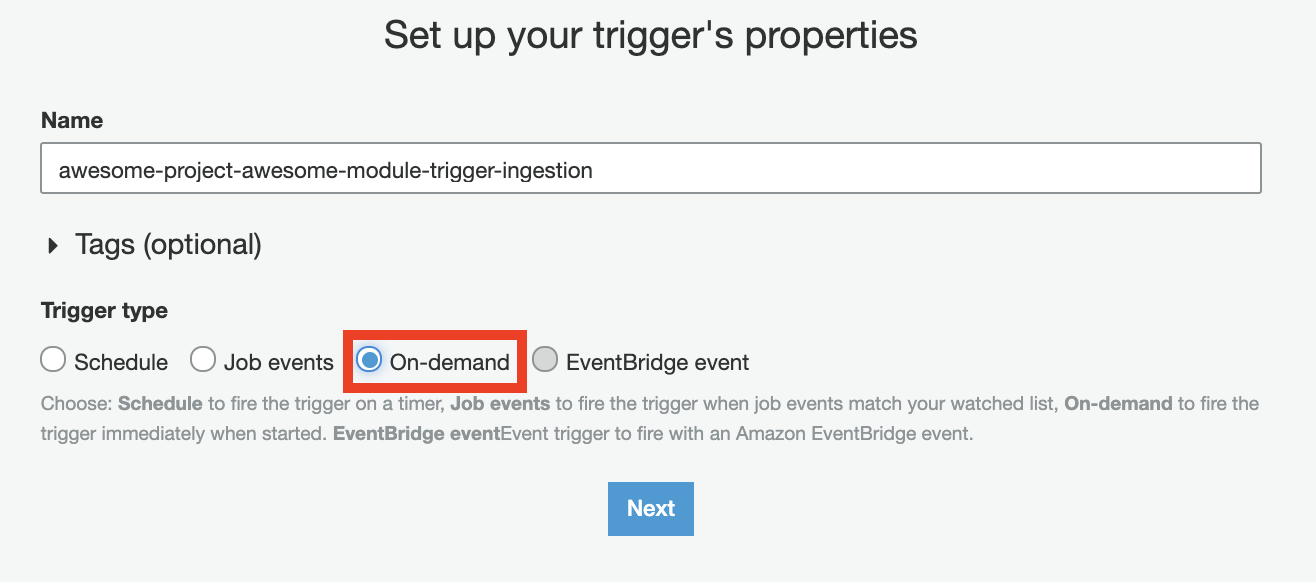 Set up your trigger's properties
Name
awesome-project-awesome-module-trigger-ingestion
Tags (optional)
Trigger type
Schedule Job events On-demand EventBridge event
Choose: Schedule to fire the trigger on a timer, Job events to fire the trigger when job events match your watched list, On-demand to fire the
trigger immediately when started. EventBridge eventEvent trigger to fire with an Amazon EventBridge event.
Next